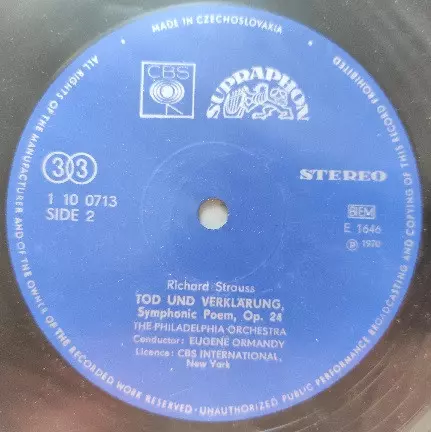 MADE IN CZECHOSLOVAKIA
ALL RIGHTS OF THE MANUFACTURER AND OF THE OWNER OF THE RECORDED WORK RESERVED · UNAUTHORIZED PUBLIC PERFORMANCE BROADCASTING AND COPYING OF THIS RECORD PROHIBITED
CBS
SUPRAPHON
33
STEREO
1 10 0713
SIDE 2
BIEM
E 1646
Ⓟ 1970
Richard Strauss
TOD UND VERKLÄRUNG,
Symphonic Poem, Op. 24
THE PHILADELPHIA ORCHESTRA
Conductor: EUGENE ORMANDY
Licence: CBS INTERNATIONAL,
New York